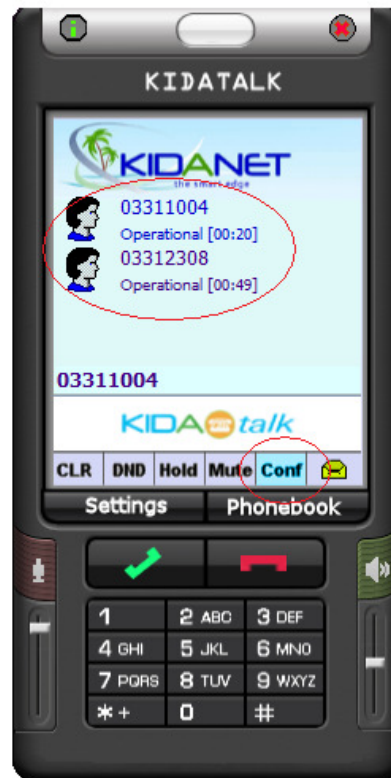 KIDATALK
KIDANET
the smart edge
03311004
Operational [00:20]
03312308
Operational [00:49]
03311004
KIDA talk
CLR DND Hold Mute Conf
Settings Phonebook
1 2 ABC 3 DEF
4 GHI 5 JKL 6 MNO
7 PQRS 8 TUV 9 WXYZ
* + 0 #